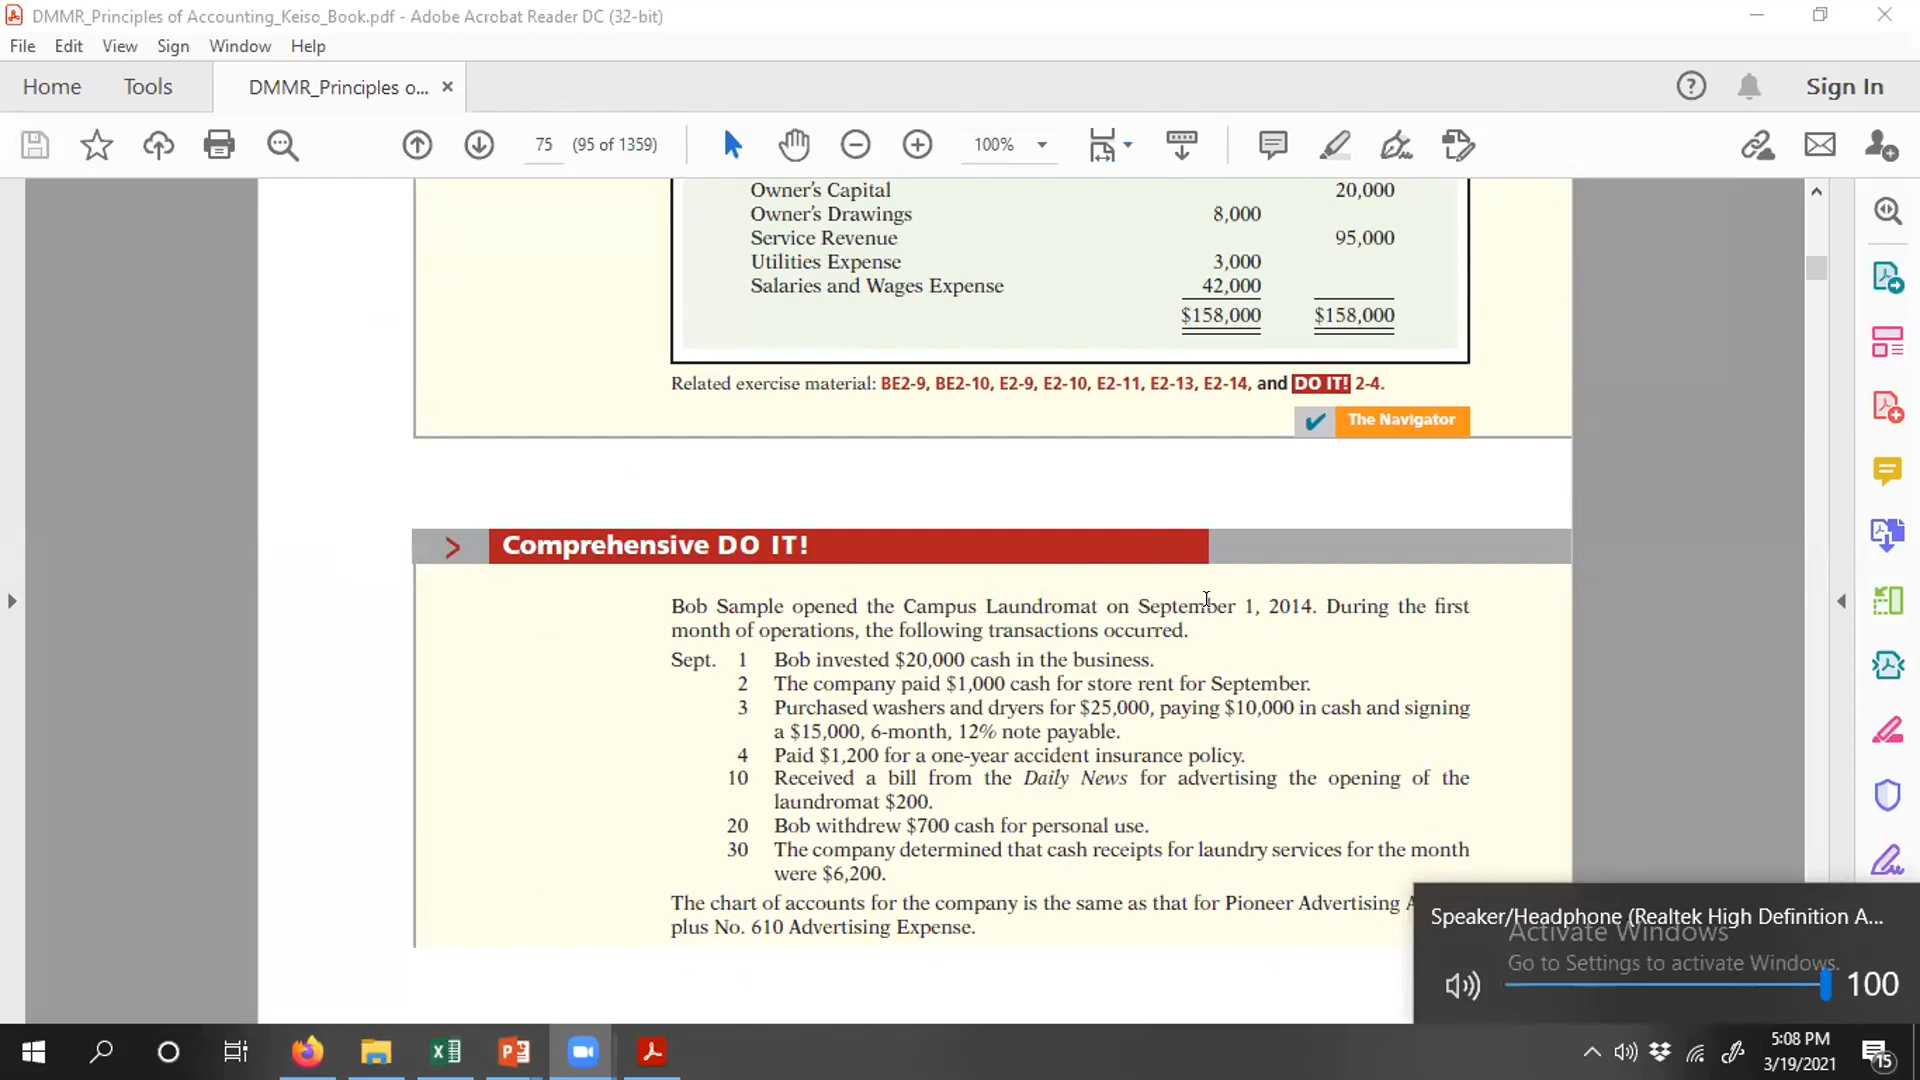 DMMR_Principles of Accounting_Keiso_Book.pdf - Adobe Acrobat Reader DC (32-bit)
File Edit View Sign Window Help
Home Tools DMMR_Principles o... × Sign In
75 (95 of 1359) 100%
Owner's Capital 20,000
Owner's Drawings 8,000
Service Revenue 95,000
Utilities Expense 3,000
Salaries and Wages Expense 42,000
$158,000 $158,000
Related exercise material: BE2-9, BE2-10, E2-9, E2-10, E2-11, E2-13, E2-14, and DO IT! 2-4.
✔ The Navigator
> Comprehensive DO IT!
Bob Sample opened the Campus Laundromat on September 1, 2014. During the first
month of operations, the following transactions occurred.
Sept. 1 Bob invested $20,000 cash in the business.
2 The company paid $1,000 cash for store rent for September.
3 Purchased washers and dryers for $25,000, paying $10,000 in cash and signing
a $15,000, 6-month, 12% note payable.
4 Paid $1,200 for a one-year accident insurance policy.
10 Received a bill from the Daily News for advertising the opening of the
laundromat $200.
20 Bob withdrew $700 cash for personal use.
30 The company determined that cash receipts for laundry services for the month
were $6,200.
The chart of accounts for the company is the same as that for Pioneer Advertising
plus No. 610 Advertising Expense.
Speaker/Headphone (Realtek High Definition A...
Activate Windows
Go to Settings to activate Windows.
100
5:08 PM
3/19/2021
15